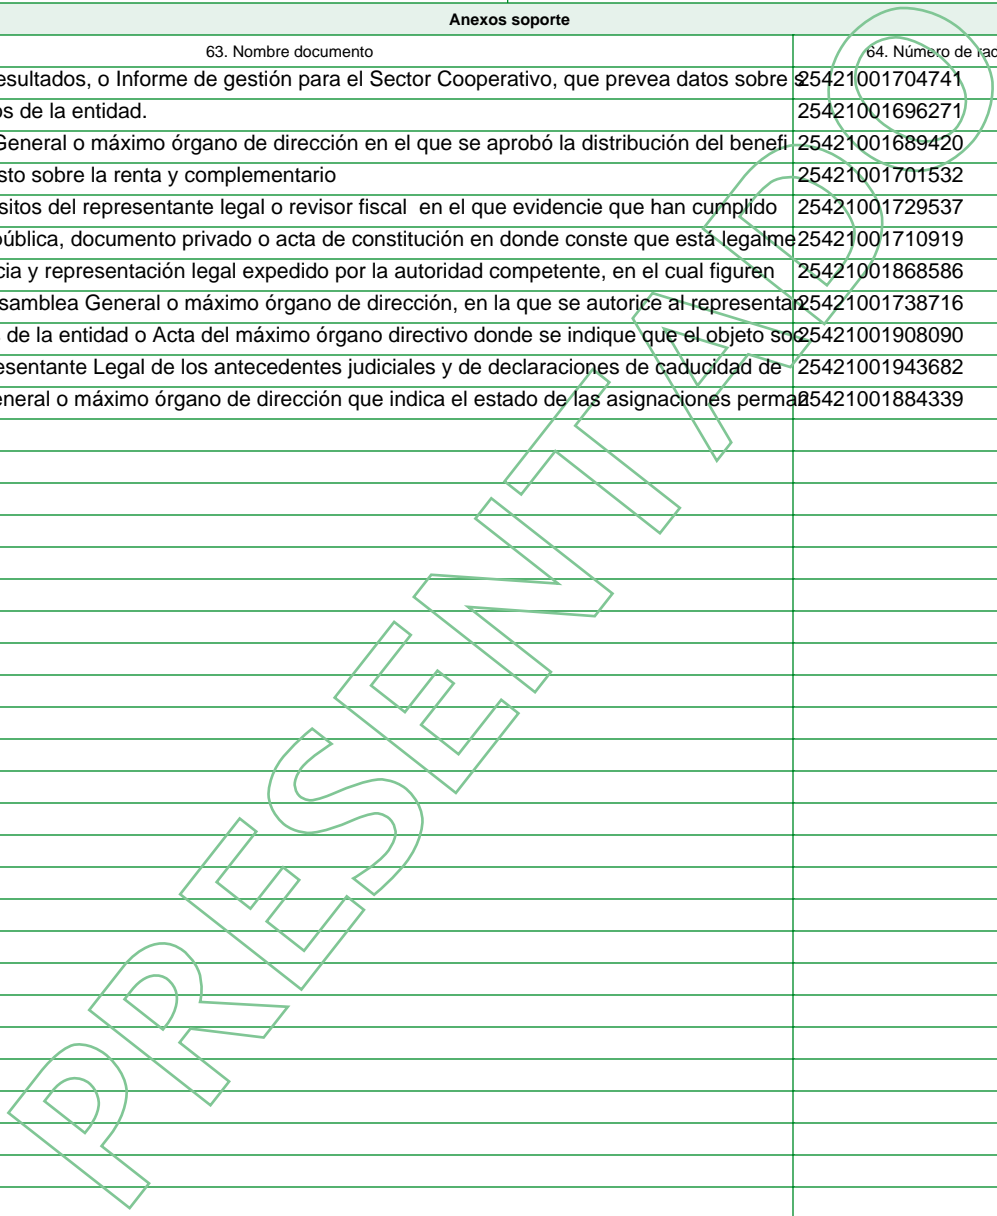 Anexos soporte
63. Nombre documento 64. Número de rad
esultados, o Informe de gestión para el Sector Cooperativo, que prevea datos sobre s 25421001704741
os de la entidad. 25421001696271
General o máximo órgano de dirección en el que se aprobó la distribución del benefi 25421001689420
sto sobre la renta y complementario 25421001701532
sitos del representante legal o revisor fiscal en el que evidencie que han cumplido 25421001729537
pública, documento privado o acta de constitución en donde conste que está legalme 25421001710919
cia y representación legal expedido por la autoridad competente, en el cual figuren 25421001868586
samblea General o máximo órgano de dirección, en la que se autorice al representan 25421001738716
s de la entidad o Acta del máximo órgano directivo donde se indique que el objeto soc 25421001908090
esentante Legal de los antecedentes judiciales y de declaraciones de caducidad de 25421001943682
eneral o máximo órgano de dirección que indica el estado de las asignaciones perman 25421001884339
PRESENTADO